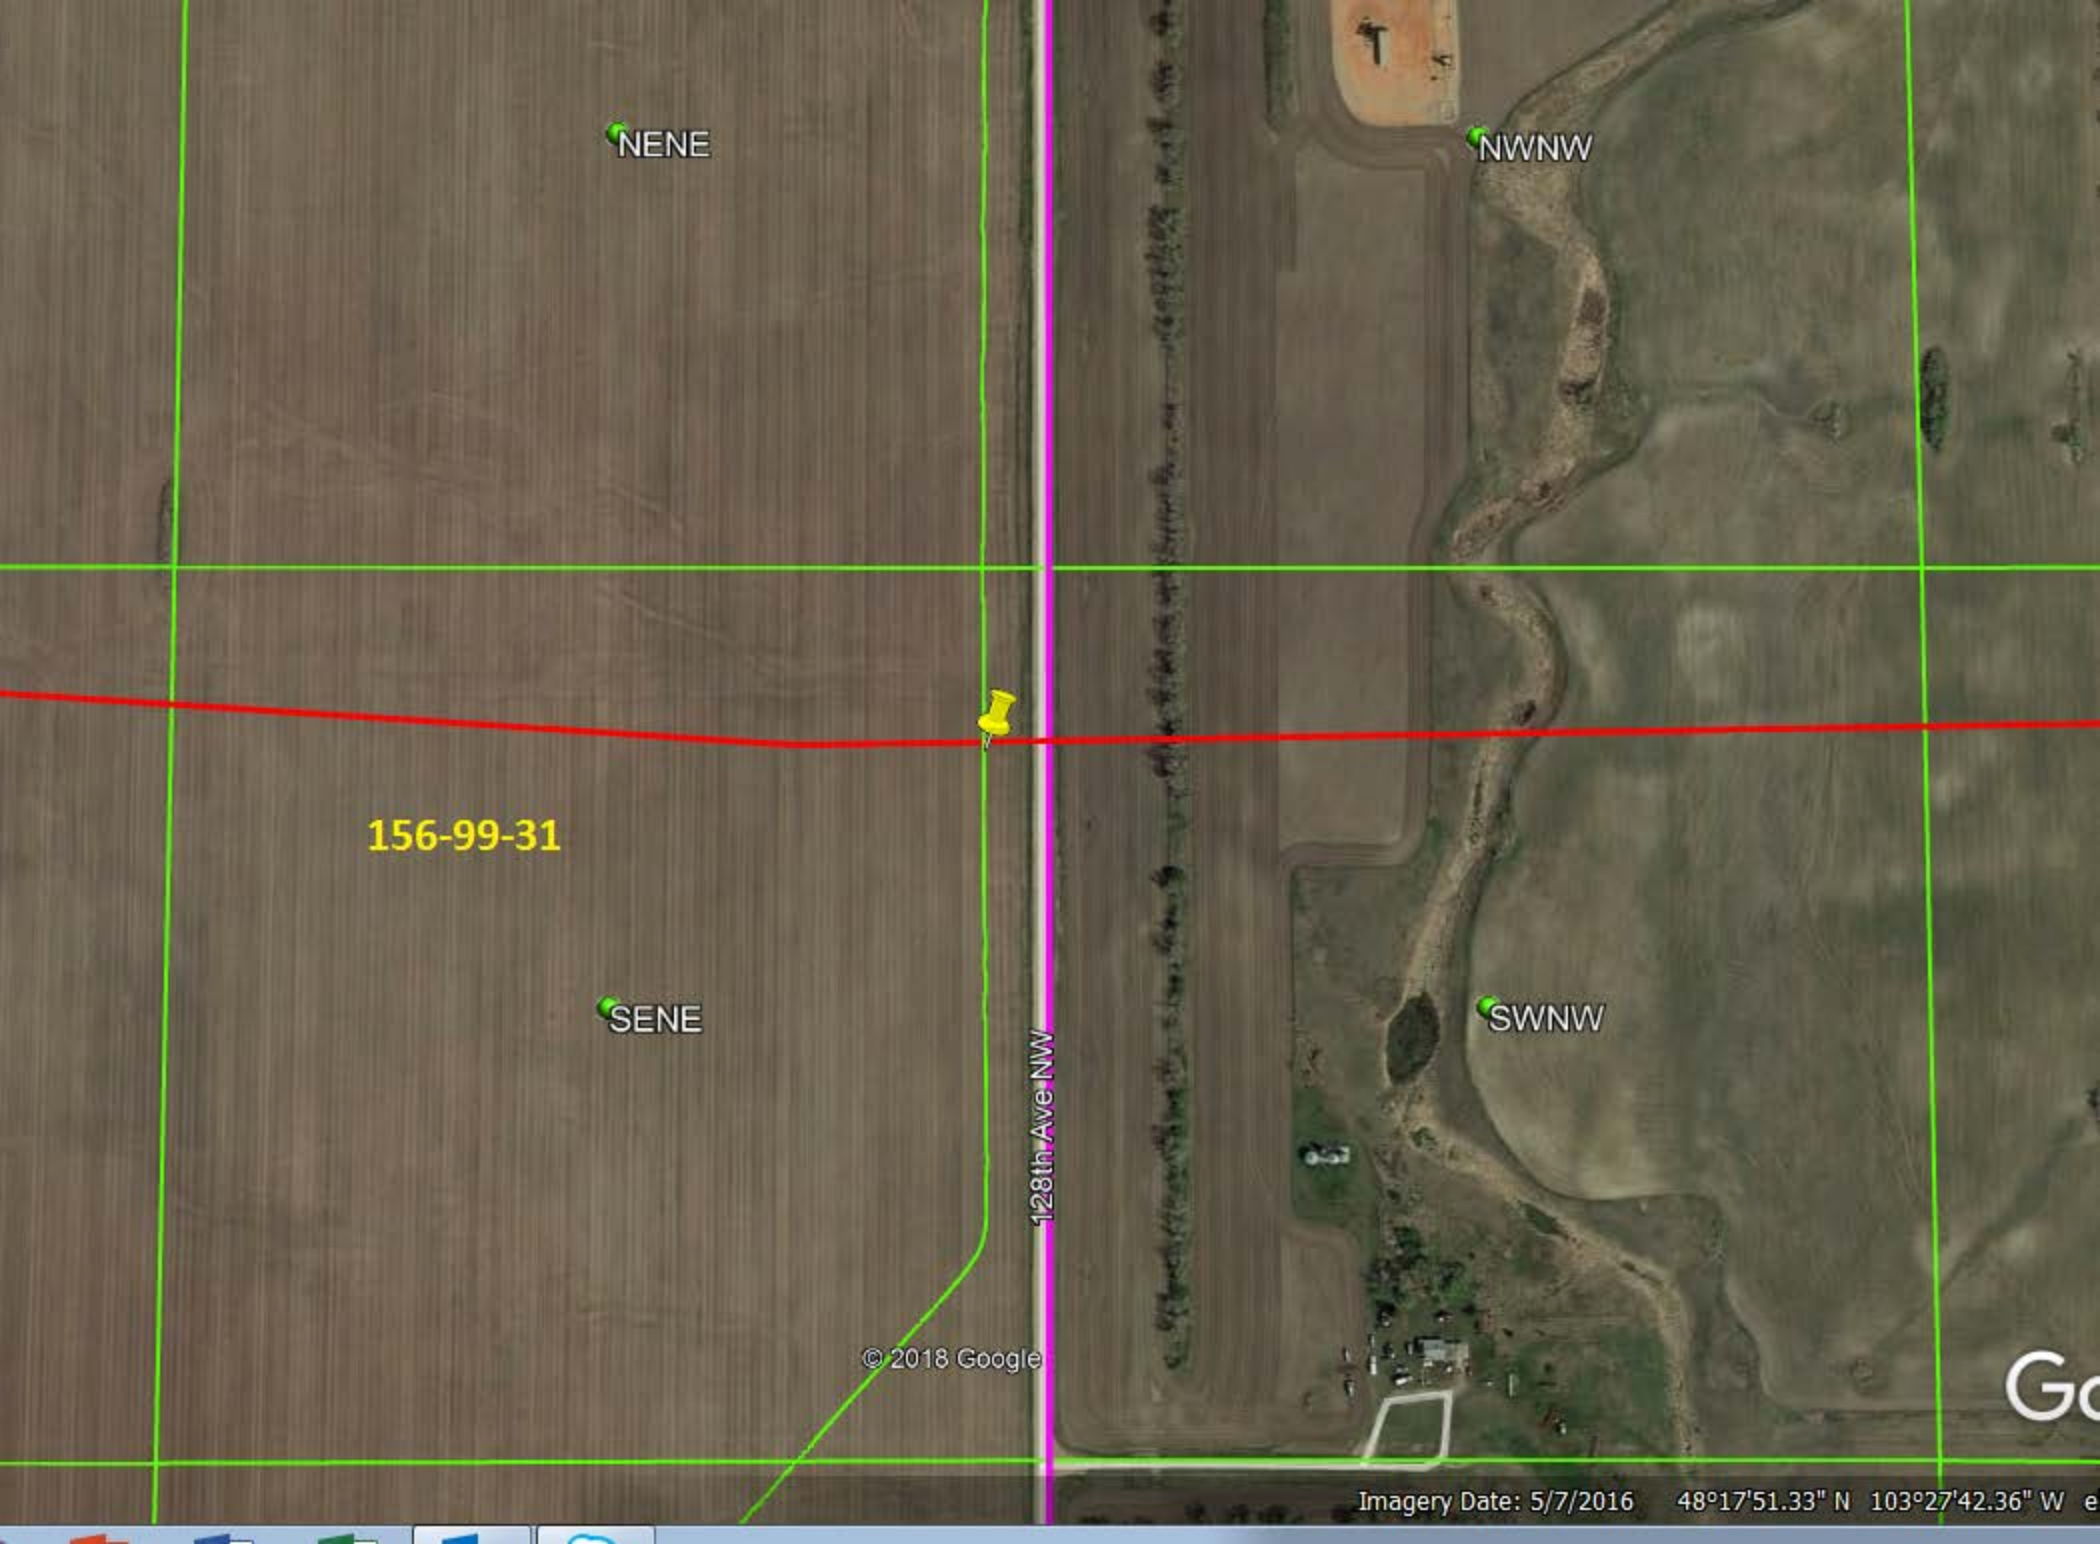 NENE
NWNW
156-99-31
SENE
SWNW
128th Ave NW
© 2018 Google
Imagery Date: 5/7/2016 48°17'51.33" N 103°27'42.36" W